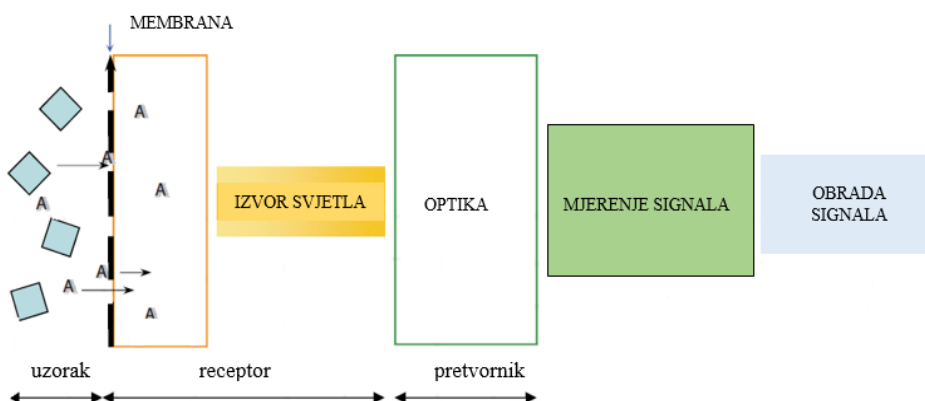 MEMBRANA
A
A
A
A
A
A
A
IZVOR SVJETLA
OPTIKA
MJERENJE SIGNALA
OBRADA
SIGNALA
uzorak
receptor
pretvornik